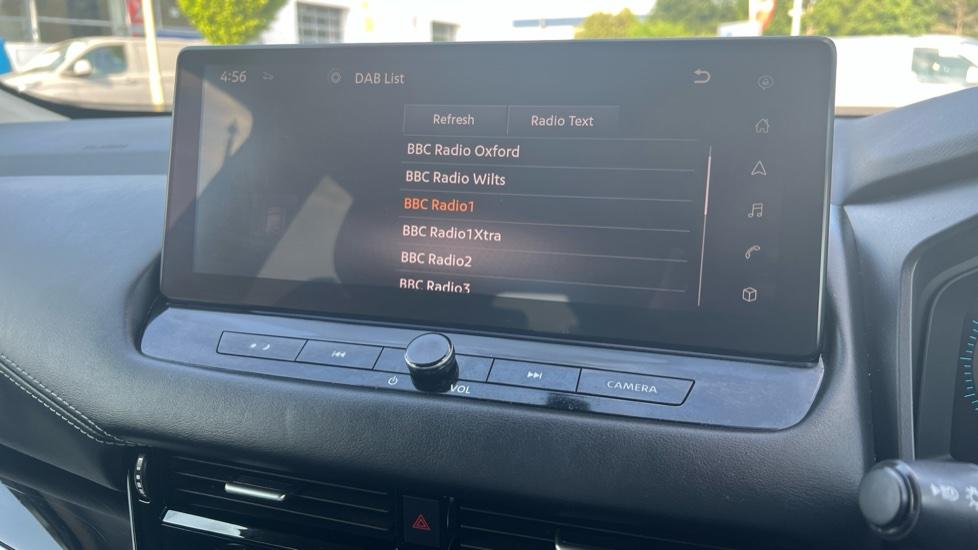 4:56 DAB List
Refresh Radio Text
BBC Radio Oxford
BBC Radio Wilts
BBC Radio1
BBC Radio1Xtra
BBC Radio2
BBC Radio3
VOL
CAMERA